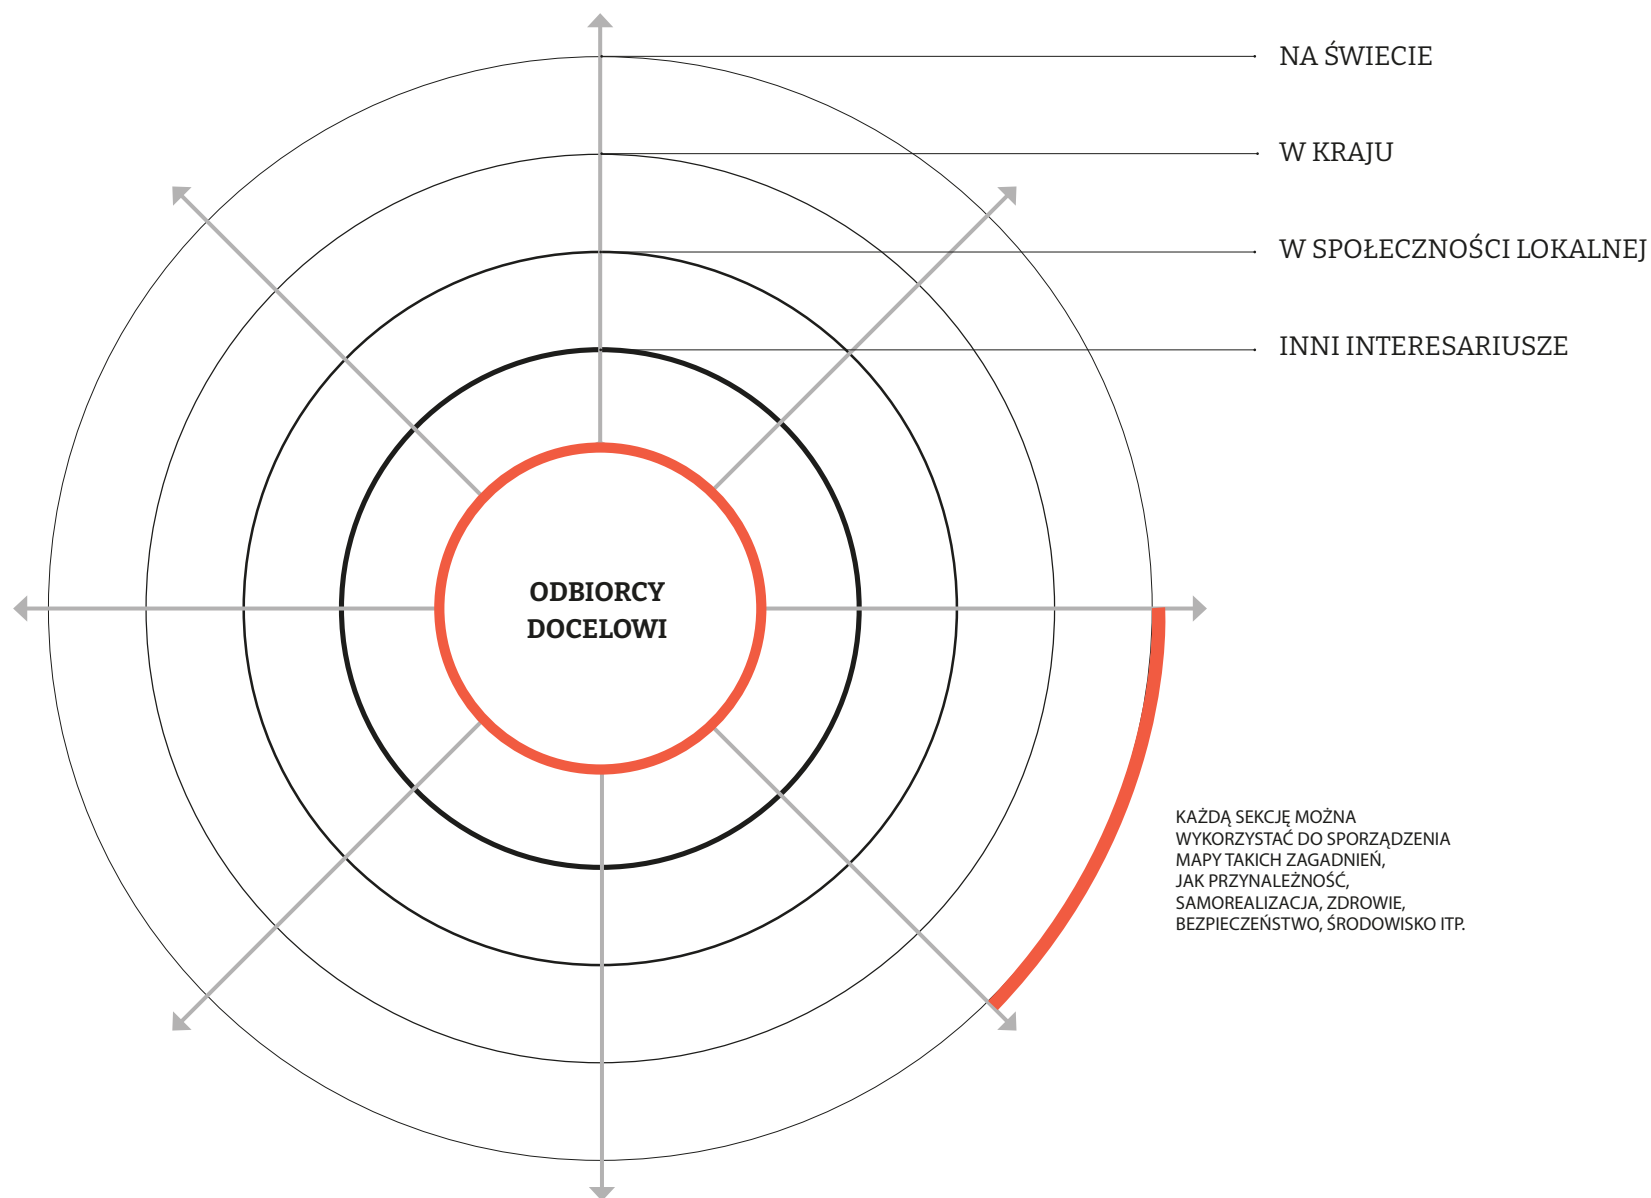 NA ŚWIECIE
W KRAJU
W SPOŁECZNOŚCI LOKALNEJ
INNI INTERESARIUSZE
ODBIORCY
DOCELOWI
KAŻDĄ SEKCJĘ MOŻNA
WYKORZYSTAĆ DO SPORZĄDZENIA
MAPY TAKICH ZAGADNIEŃ,
JAK PRZYNALEŻNOŚĆ,
SAMOREALIZACJA, ZDROWIE,
BEZPIECZEŃSTWO, ŚRODOWISKO ITP.